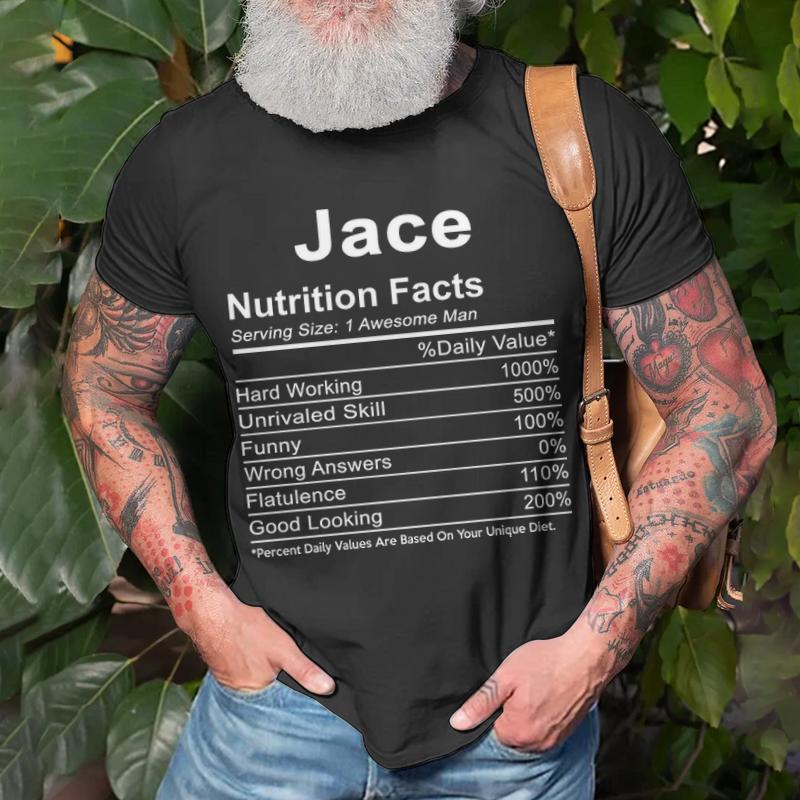 Jace
Nutrition Facts
Serving Size: 1 Awesome Man
%Daily Value*
Hard Working 1000%
Unrivaled Skill 500%
Funny 100%
Wrong Answers 0%
Flatulence 110%
Good Looking 200%
*Percent Daily Values Are Based On Your Unique Diet.